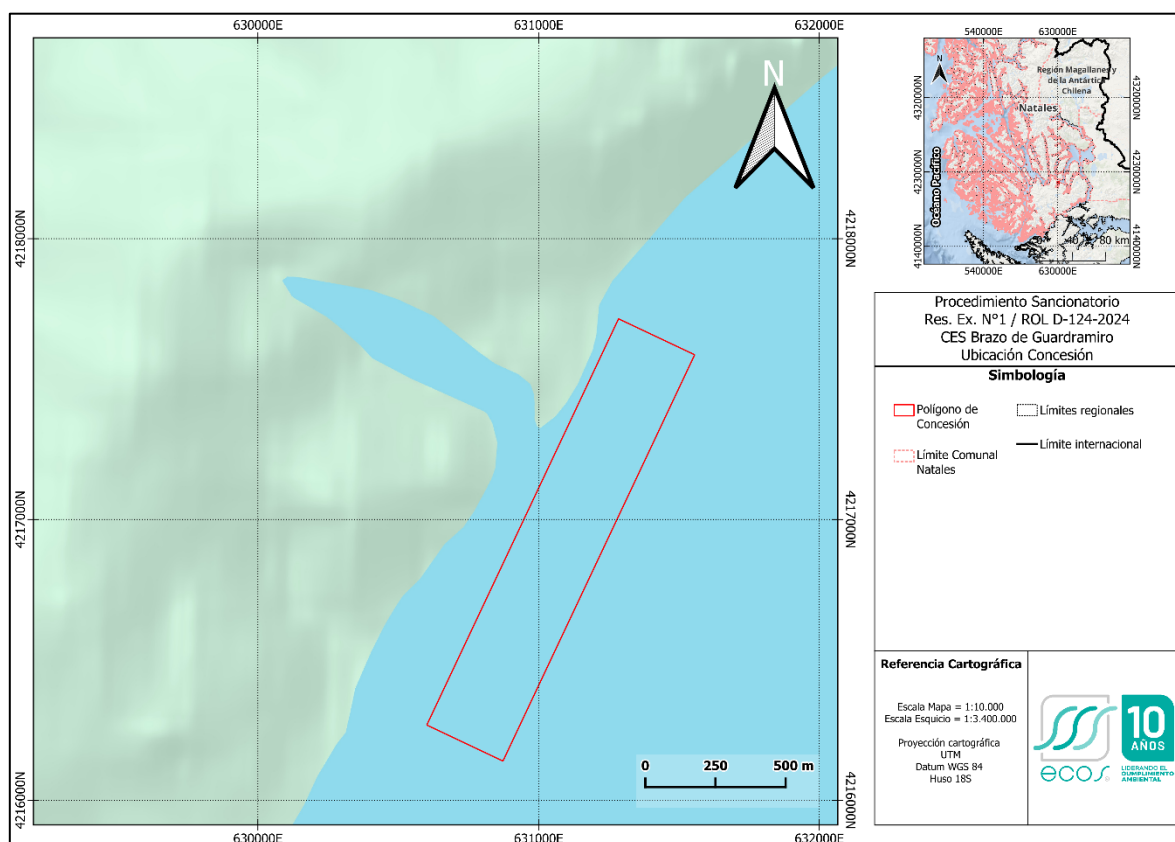 630000E 631000E 632000E
4218000N
4217000N
4216000N
N
0 250 500 m
4218000N
4217000N
4216000N
630000E 631000E 632000E
540000E 630000E
4320000N
4230000N
4140000N
Océano Pacífico
Región Magallanes y
de la Antártica
Chilena
Natales
40 80 km
4320000N
4230000N
4140000N
540000E 630000E
Procedimiento Sancionatorio
Res. Ex. N°1 / ROL D-124-2024
CES Brazo de Guardramiro
Ubicación Concesión
Simbología
Polígono de
Concesión
Límite Comunal
Natales
Límites regionales
Límite internacional
Referencia Cartográfica
Escala Mapa = 1:10.000
Escala Esquicio = 1:3.400.000
Proyección cartográfica
UTM
Datum WGS 84
Huso 18S
ecos
10
AÑOS
LIDERANDO EL
CUMPLIMIENTO
AMBIENTAL